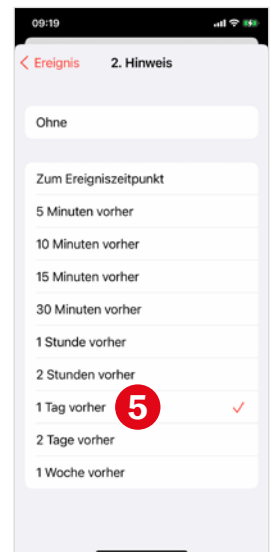 09:19
Ereignis 2. Hinweis
Ohne
Zum Ereigniszeitpunkt
5 Minuten vorher
10 Minuten vorher
15 Minuten vorher
30 Minuten vorher
1 Stunde vorher
2 Stunden vorher
1 Tag vorher 5
2 Tage vorher
1 Woche vorher